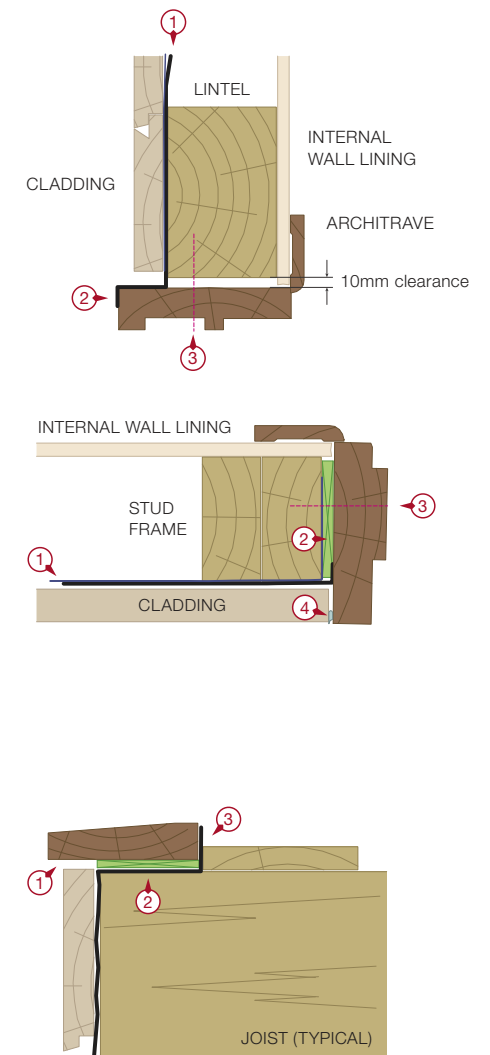 1
LINTEL
INTERNAL
WALL LINING
CLADDING
ARCHITRAVE
10mm clearance
2
3
INTERNAL WALL LINING
STUD
FRAME
3
2
1
CLADDING
4
3
1
2
JOIST (TYPICAL)